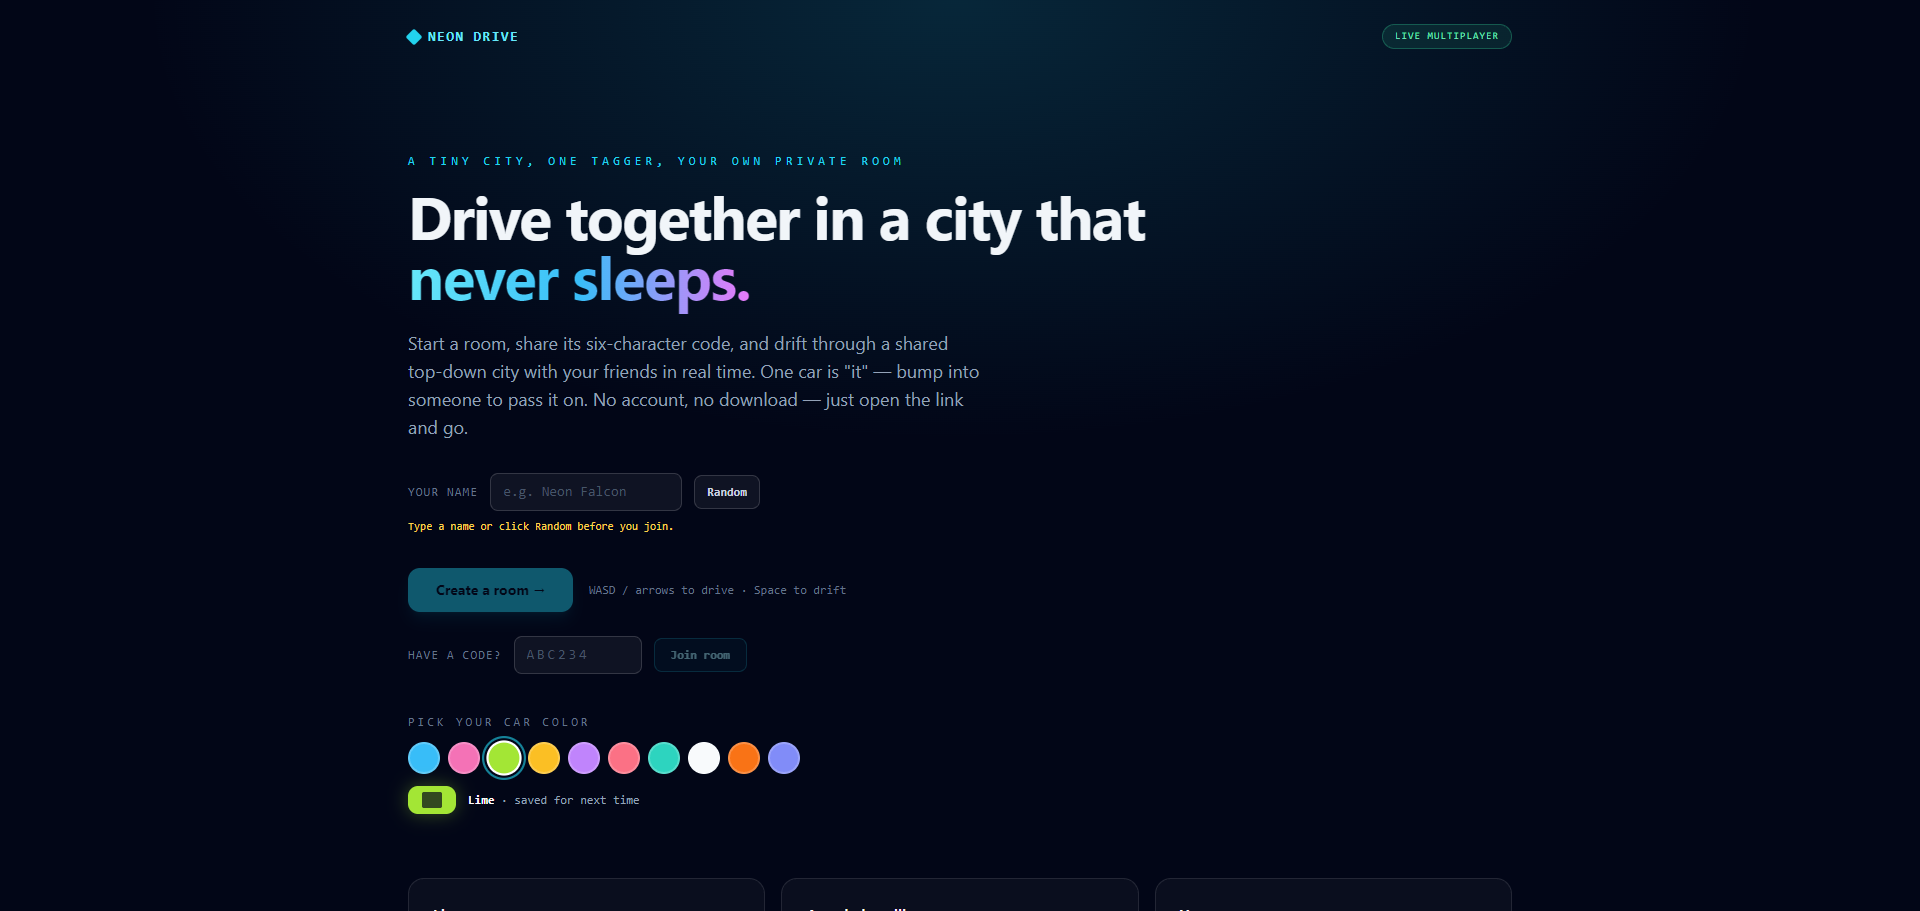 NEON DRIVE
LIVE MULTIPLAYER
A TINY CITY, ONE TAGGER, YOUR OWN PRIVATE ROOM
Drive together in a city that
never sleeps.
Start a room, share its six-character code, and drift through a shared
top-down city with your friends in real time. One car is "it" — bump into
someone to pass it on. No account, no download — just open the link
and go.
YOUR NAME
e.g. Neon Falcon
Random
Type a name or click Random before you join.
Create a room →
WASD / arrows to drive · Space to drift
HAVE A CODE?
ABC234
Join room
PICK YOUR CAR COLOR
Lime · saved for next time